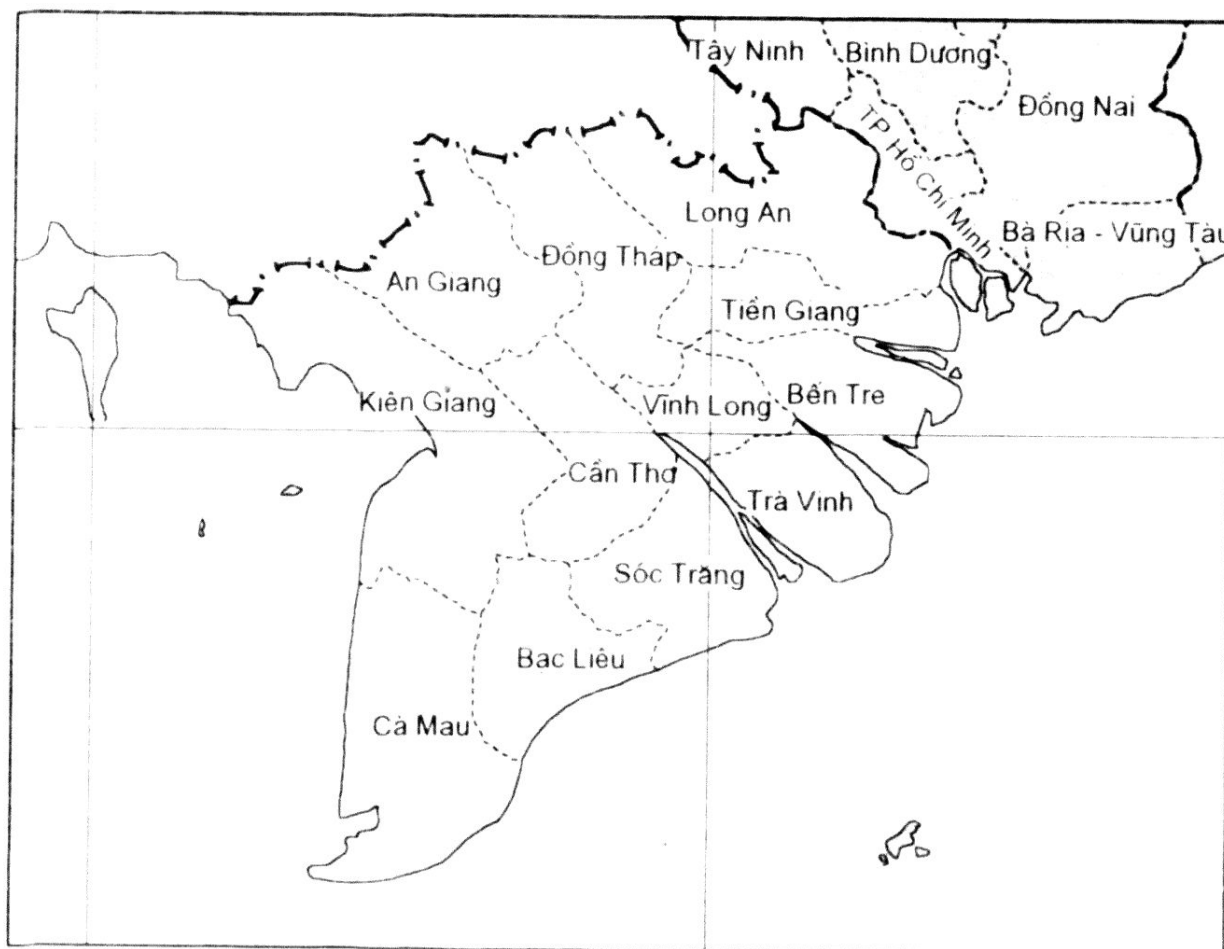 Tây Ninh
Bình Dương
Đồng Nai
TP Hồ Chí Minh
Long An
Bà Rịa - Vũng Tàu
Đồng Tháp
An Giang
Tiền Giang
Kiên Giang
Vĩnh Long
Bến Tre
Cần Thơ
Trà Vinh
Sóc Trăng
Bac Liêu
Cà Mau